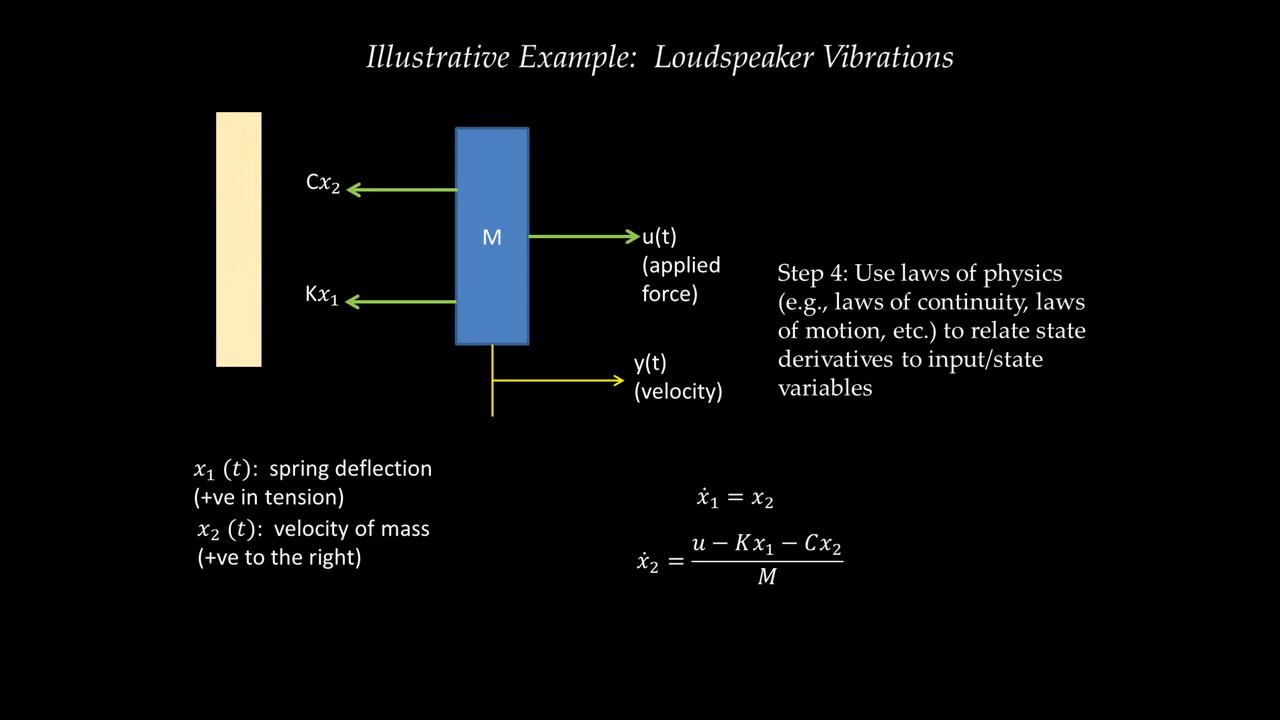 Illustrative Example: Loudspeaker Vibrations
Cx₂
M
u(t)
(applied
force)
Kx₁
y(t)
(velocity)
Step 4: Use laws of physics
(e.g., laws of continuity, laws
of motion, etc.) to relate state
derivatives to input/state
variables
x₁ (t): spring deflection
(+ve in tension)
x₂ (t): velocity of mass
(+ve to the right)
ẋ₁ = x₂
ẋ₂ = (u − Kx₁ − Cx₂) / M